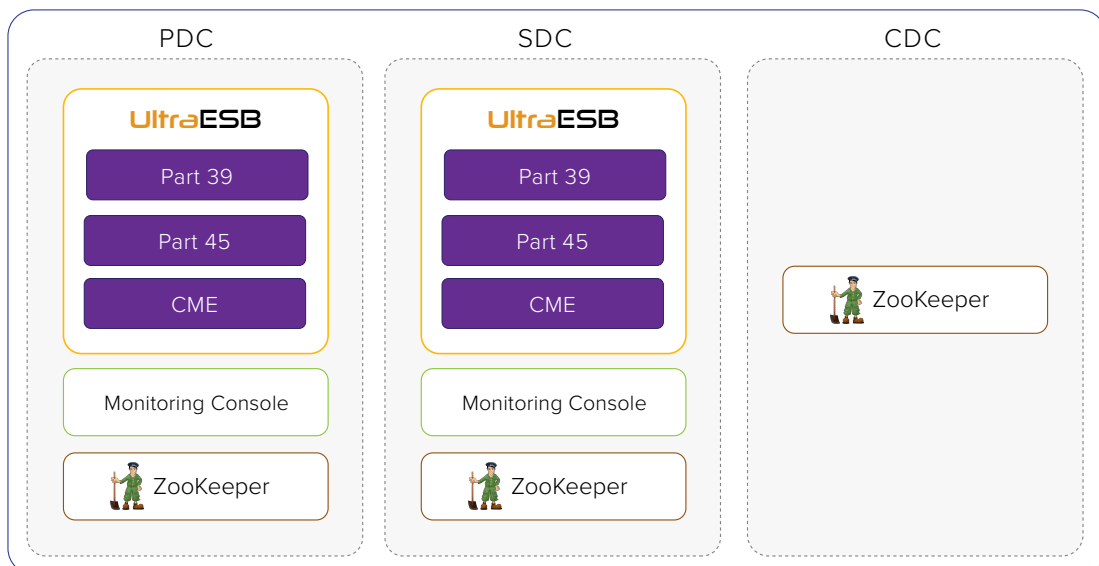 PDC
UltraESB
Part 39
Part 45
CME
Monitoring Console
ZooKeeper
SDC
UltraESB
Part 39
Part 45
CME
Monitoring Console
ZooKeeper
CDC
ZooKeeper